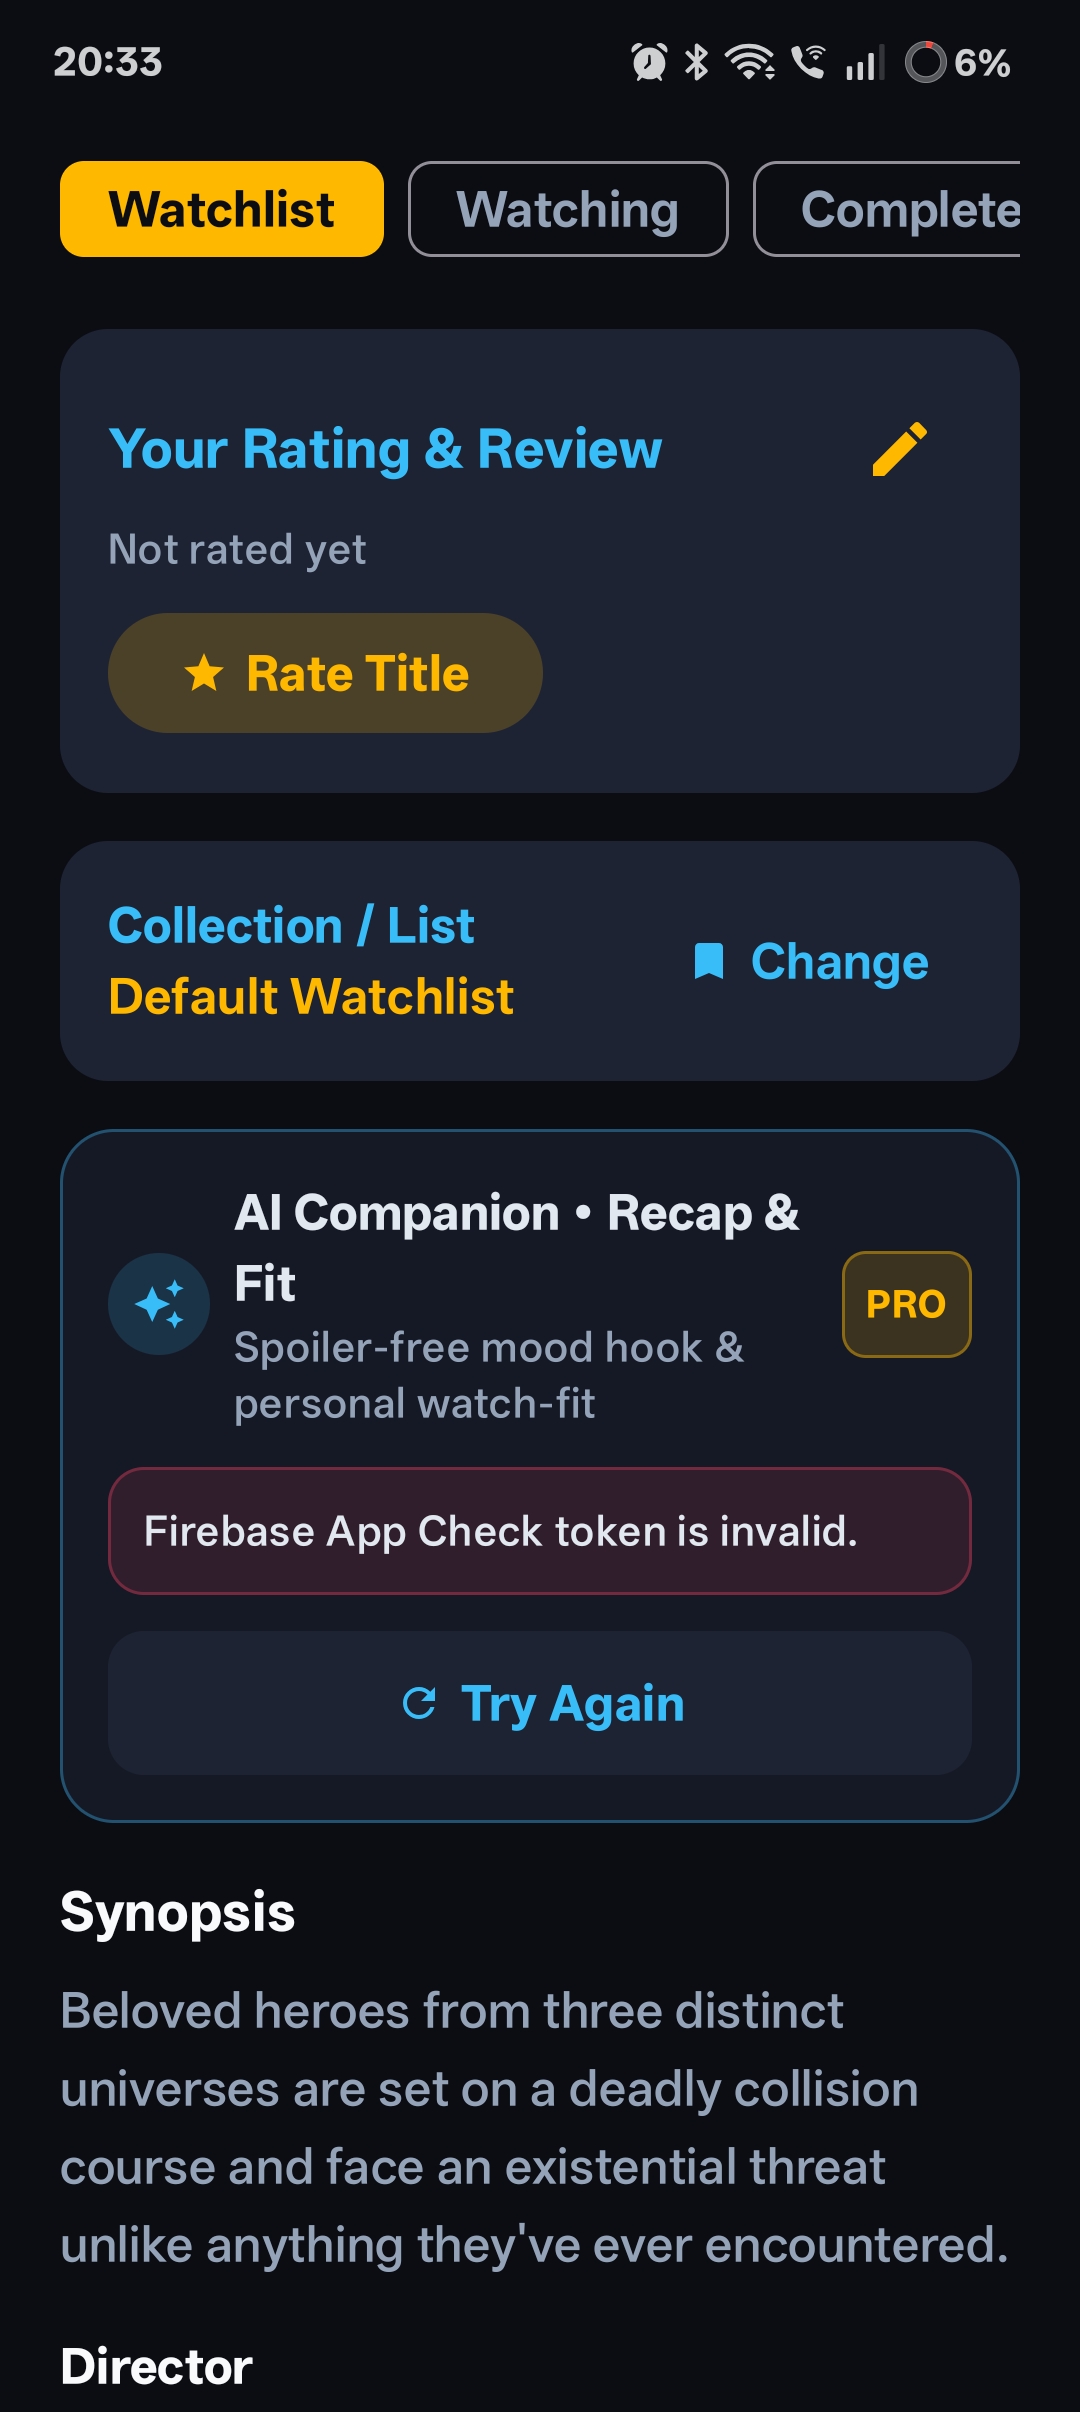 20:33
6%
Watchlist
Watching
Complete
Your Rating & Review
Not rated yet
Rate Title
Collection / List
Default Watchlist
Change
AI Companion • Recap &
Fit
Spoiler-free mood hook &
personal watch-fit
PRO
Firebase App Check token is invalid.
Try Again
Synopsis
Beloved heroes from three distinct
universes are set on a deadly collision
course and face an existential threat
unlike anything they've ever encountered.
Director